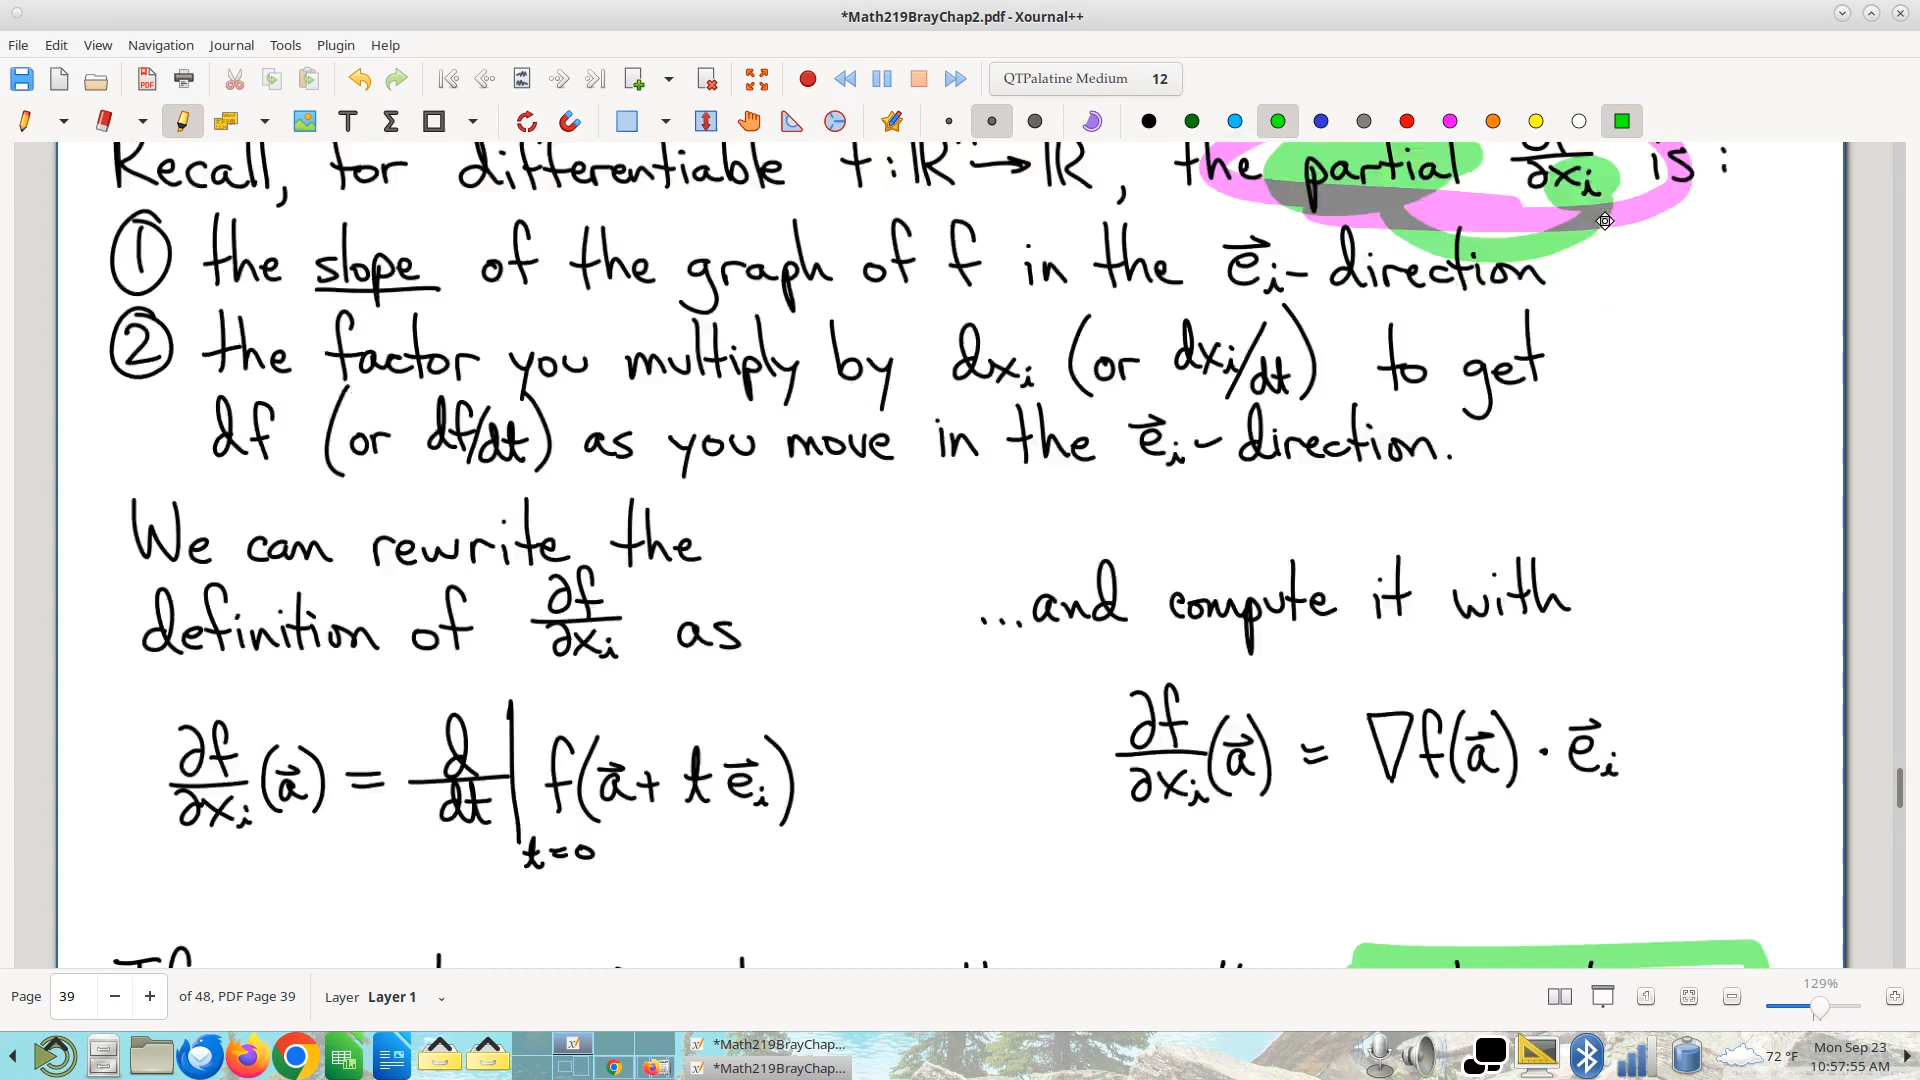 *Math219BrayChap2.pdf - Xournal++
File Edit View Navigation Journal Tools Plugin Help
QTPalatine Medium 12
Recall, for differentiable f: ℝⁿ → ℝ, the partial ∂f/∂xᵢ is:
① the slope of the graph of f in the e⃗ᵢ-direction
② the factor you multiply by dxᵢ (or dxᵢ/dt) to get
df (or df/dt) as you move in the e⃗ᵢ-direction.
We can rewrite the
definition of ∂f/∂xᵢ as
...and compute it with
∂f/∂xᵢ(a⃗) = d/dt|t=0 f(a⃗ + t e⃗ᵢ)
∂f/∂xᵢ(a⃗) = ∇f(a⃗) · e⃗ᵢ
Page 39 of 48, PDF Page 39 Layer Layer 1
129%
*Math219BrayChap...
*Math219BrayChap...
72 °F
Mon Sep 23
10:57:55 AM